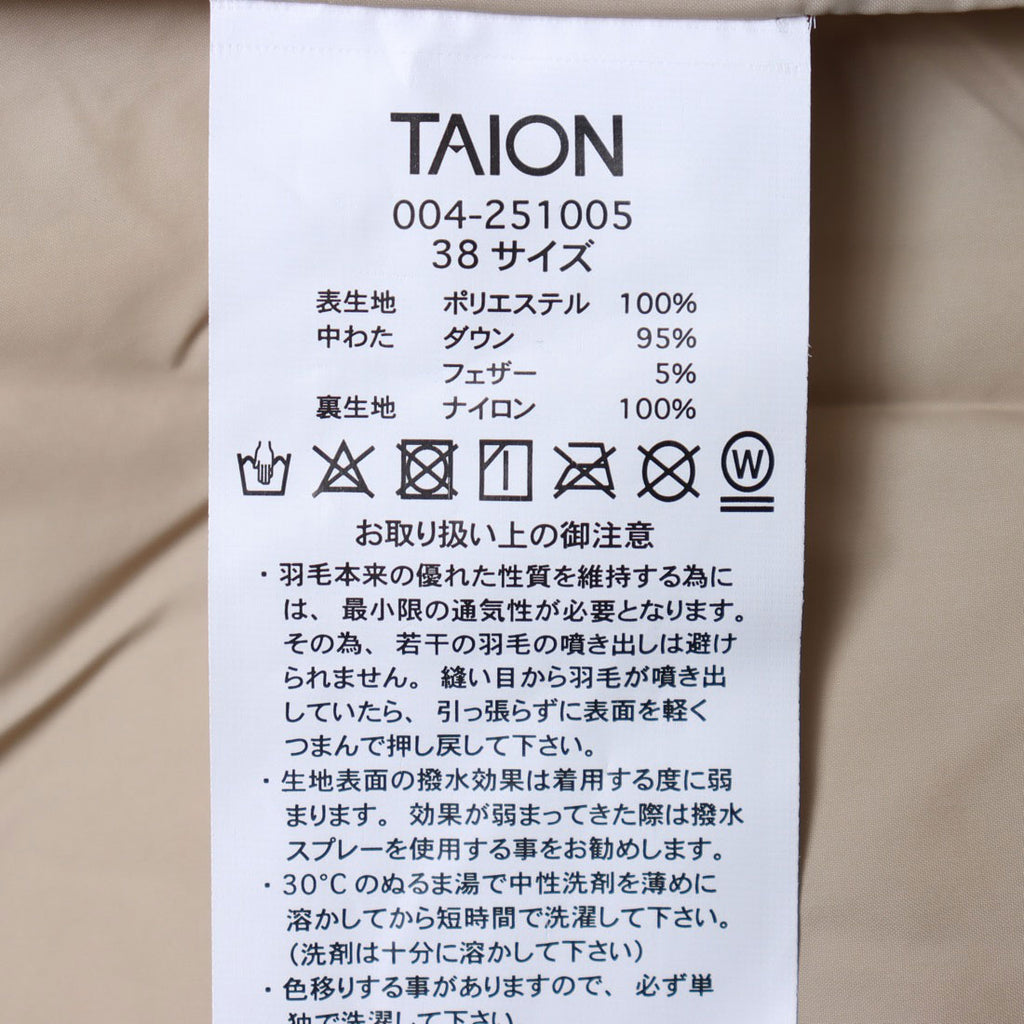 TAION
004-251005
38 サイズ
表生地 ポリエステル 100%
中わた ダウン 95%
フェザー 5%
裏生地 ナイロン 100%
W
お取り扱い上の御注意
・羽毛本来の優れた性質を維持する為に
は、最小限の通気性が必要となります。
その為、若干の羽毛の噴き出しは避け
られません。縫い目から羽毛が噴き出
していたら、引っ張らずに表面を軽く
つまんで押し戻して下さい。
・生地表面の撥水効果は着用する度に弱
まります。効果が弱まってきた際は撥水
スプレーを使用する事をお勧めします。
・30°Cのぬるま湯で中性洗剤を薄めに
溶かしてから短時間で洗濯して下さい。
（洗剤は十分に溶かして下さい）
・色移りする事がありますので、必ず単
独で洗濯して下さい。